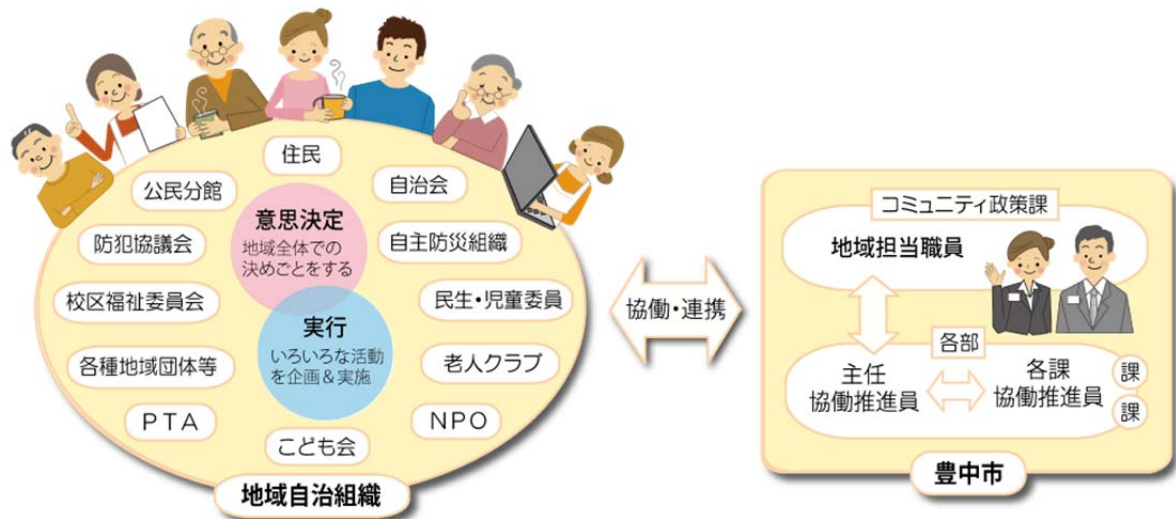 住民
公民分館
自治会
意思決定
地域全体での
決めごとをする
防犯協議会
自主防災組織
校区福祉委員会
民生・児童委員
実行
いろいろな活動
を企画＆実施
各種地域団体等
老人クラブ
ＰＴＡ
NPO
こども会
地域自治組織
協働・連携
コミュニティ政策課
地域担当職員
各部
主任
協働推進員
各課
協働推進員
課
課
豊中市